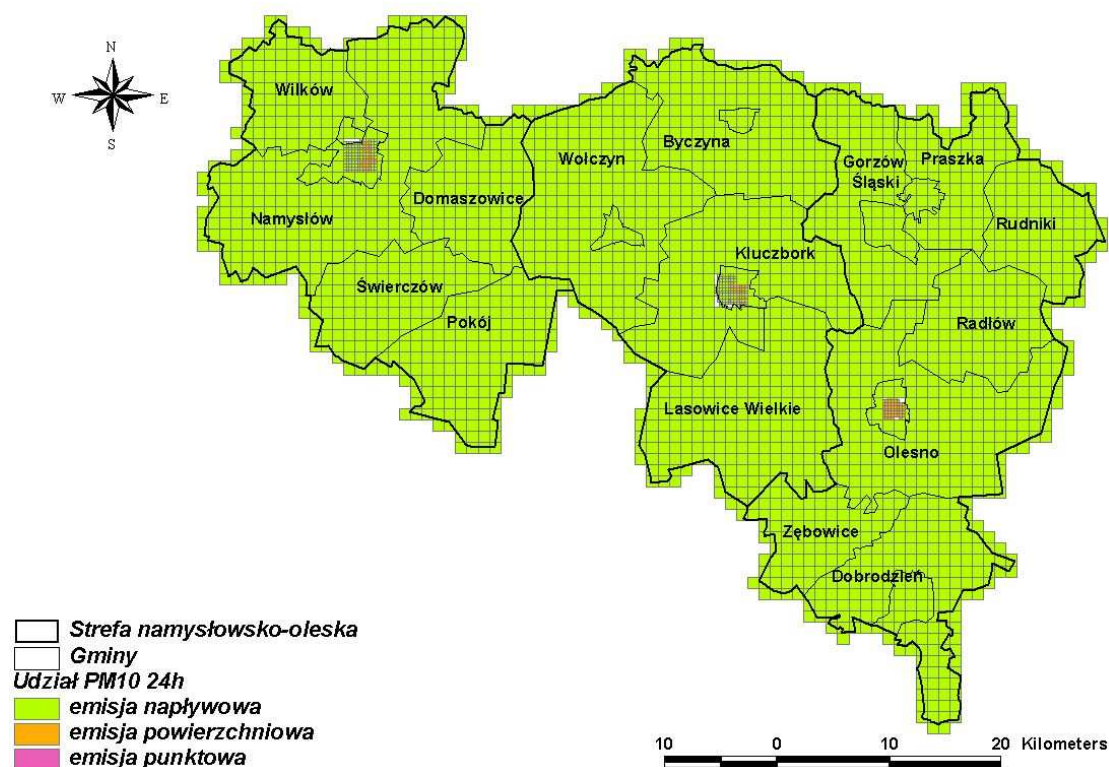 N
W E
S
Wilków
Byczyna
Wołczyn
Gorzów
Śląski
Praszka
Domaszowice
Namysłów
Rudniki
Kluczbork
Świerczów
Pokój
Radłów
Lasowice Wielkie
Olesno
Zębowice
Dobrodzień
Strefa namysłowsko-oleska
Gminy
Udział PM10 24h
emisja napływowa
emisja powierzchniowa
emisja punktowa
10 0 10 20 Kilometers